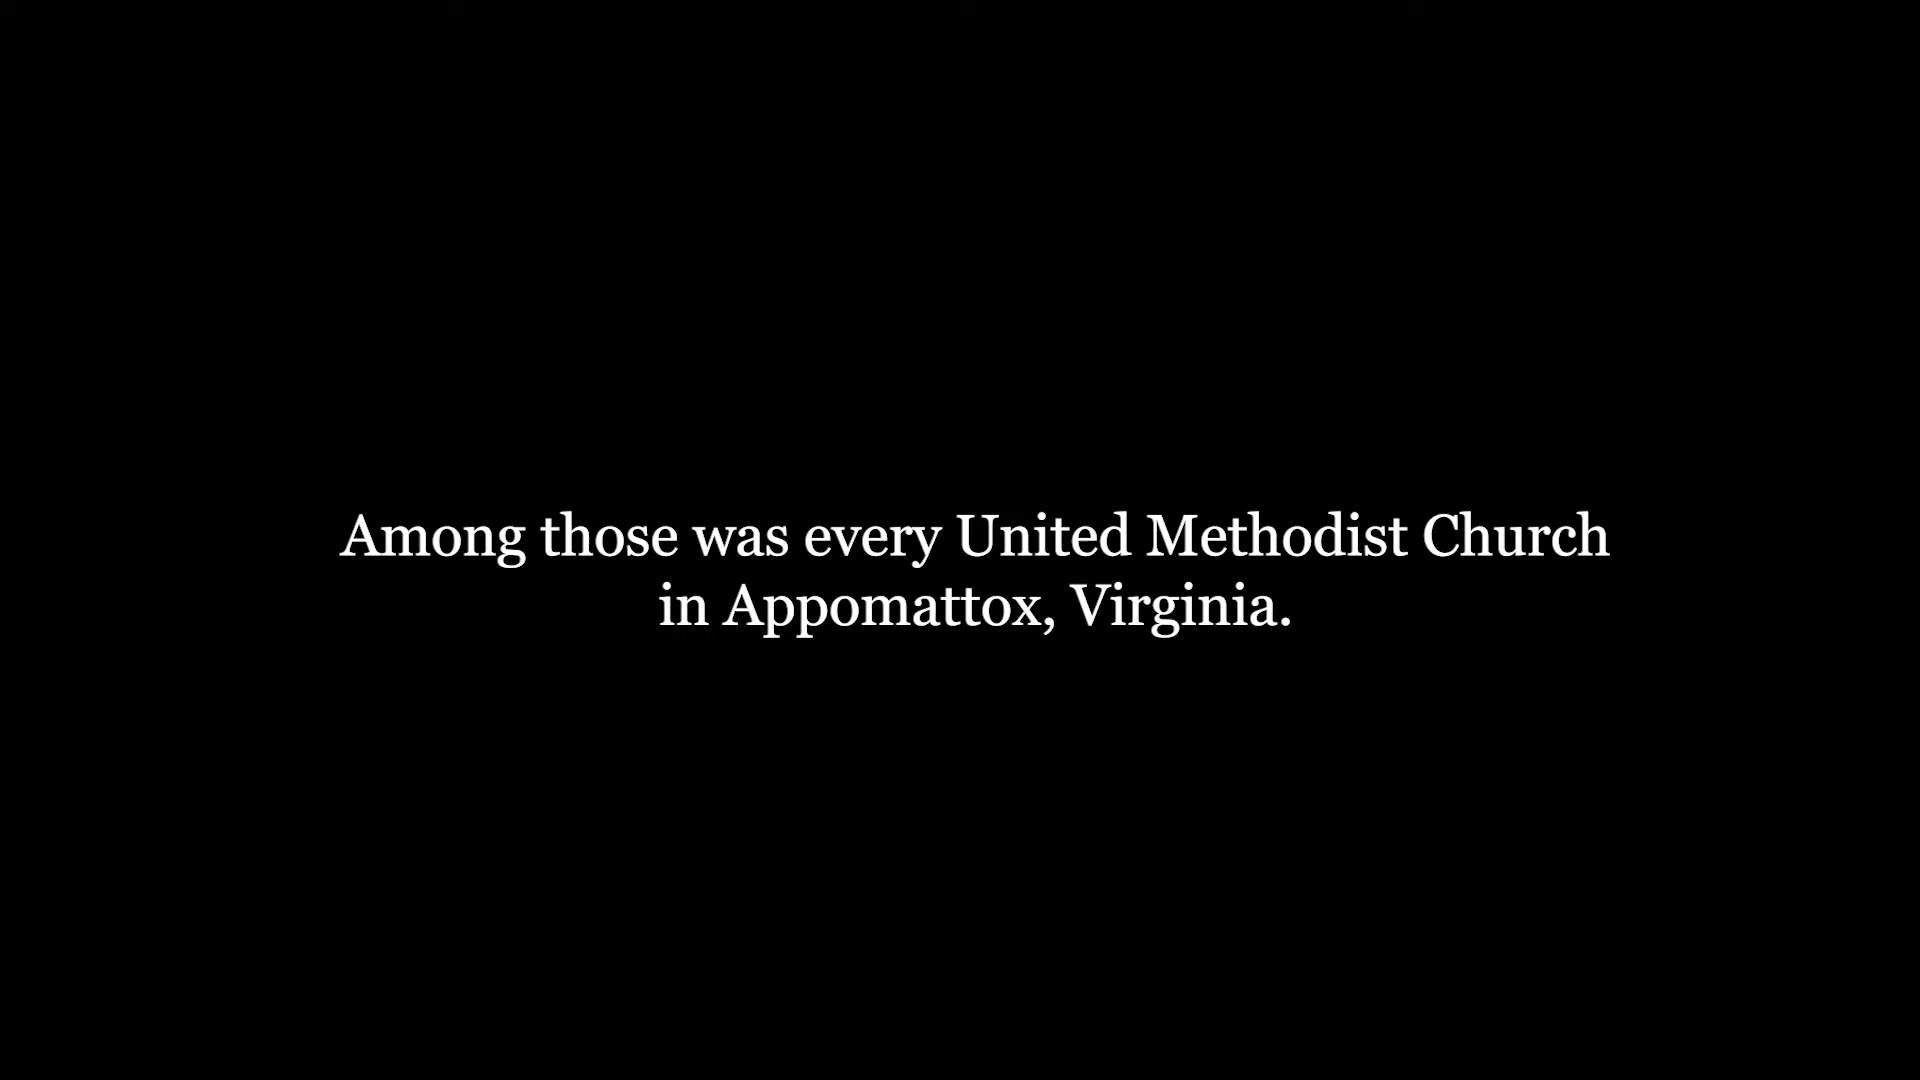 Among those was every United Methodist Church
in Appomattox, Virginia.